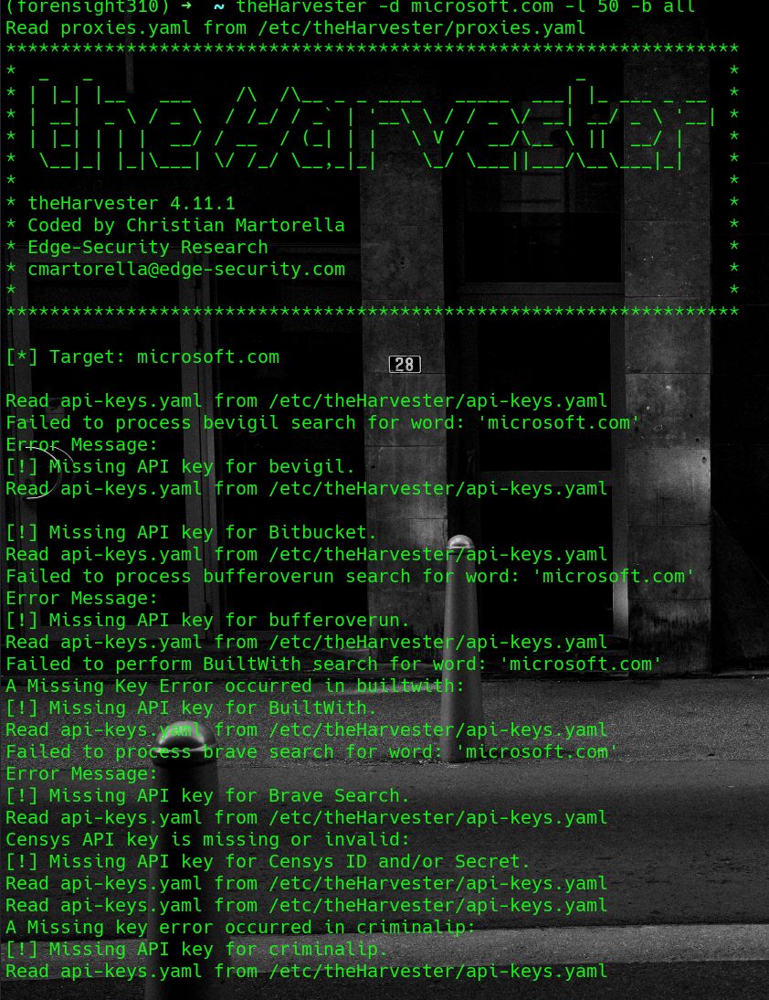 (forensight310) ➜  ~ theHarvester -d microsoft.com -l 50 -b all
Read proxies.yaml from /etc/theHarvester/proxies.yaml
*******************************************************************
*  _   _                                            _             *
* | |_| |__   ___    /\  /\__ _ _ ____   _____  ___| |_ ___ _ __  *
* | __|  _ \ / _ \  / /_/ / _` | '__\ \ / / _ \/ __| __/ _ \ '__| *
* | |_| | | |  __/ / __  / (_| | |   \ V /  __/\__ \ ||  __/ |    *
*  \__|_| |_|\___| \/ /_/ \__,_|_|    \_/ \___||___/\__\___|_|    *
*                                                                 *
* theHarvester 4.11.1                                             *
* Coded by Christian Martorella                                   *
* Edge-Security Research                                          *
* cmartorella@edge-security.com                                   *
*                                                                 *
*******************************************************************
[*] Target: microsoft.com
28
Read api-keys.yaml from /etc/theHarvester/api-keys.yaml
Failed to process bevigil search for word: 'microsoft.com'
Error Message:
[!] Missing API key for bevigil.
Read api-keys.yaml from /etc/theHarvester/api-keys.yaml
[!] Missing API key for Bitbucket.
Read api-keys.yaml from /etc/theHarvester/api-keys.yaml
Failed to process bufferoverun search for word: 'microsoft.com'
Error Message:
[!] Missing API key for bufferoverun.
Read api-keys.yaml from /etc/theHarvester/api-keys.yaml
Failed to perform BuiltWith search for word: 'microsoft.com'
A Missing Key Error occurred in builtwith:
[!] Missing API key for BuiltWith.
Read api-keys.yaml from /etc/theHarvester/api-keys.yaml
Failed to process brave search for word: 'microsoft.com'
Error Message:
[!] Missing API key for Brave Search.
Read api-keys.yaml from /etc/theHarvester/api-keys.yaml
Censys API key is missing or invalid:
[!] Missing API key for Censys ID and/or Secret.
Read api-keys.yaml from /etc/theHarvester/api-keys.yaml
Read api-keys.yaml from /etc/theHarvester/api-keys.yaml
A Missing key error occurred in criminalip:
[!] Missing API key for criminalip.
Read api-keys.yaml from /etc/theHarvester/api-keys.yaml